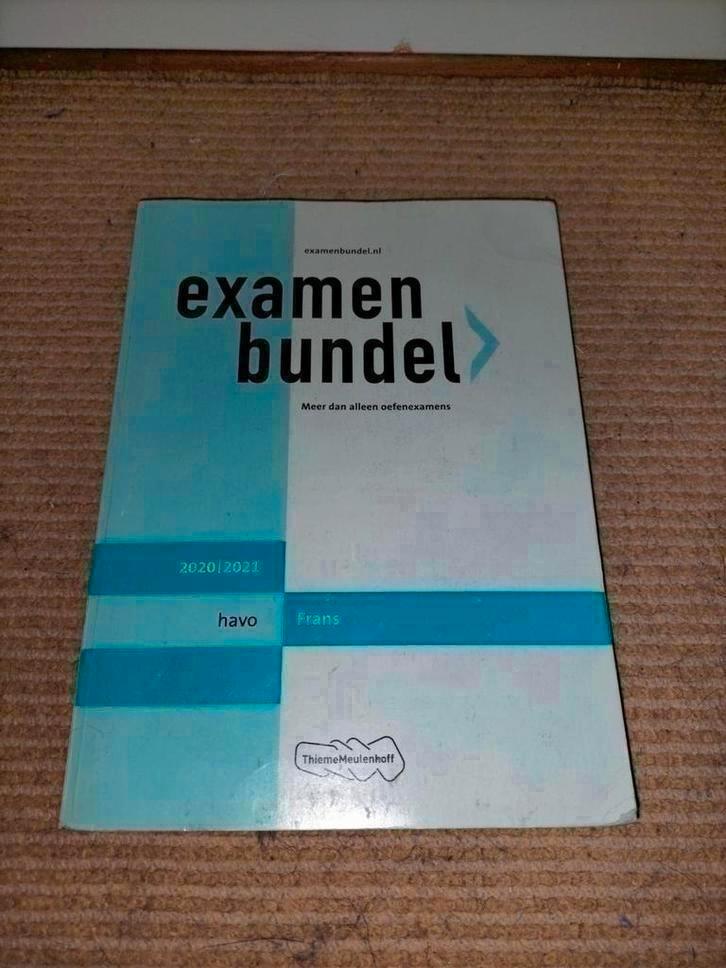 examenbundel.nl
examen
bundel
Meer dan alleen oefenexamens
2020|2021
havo
Frans
ThiemeMeulenhoff